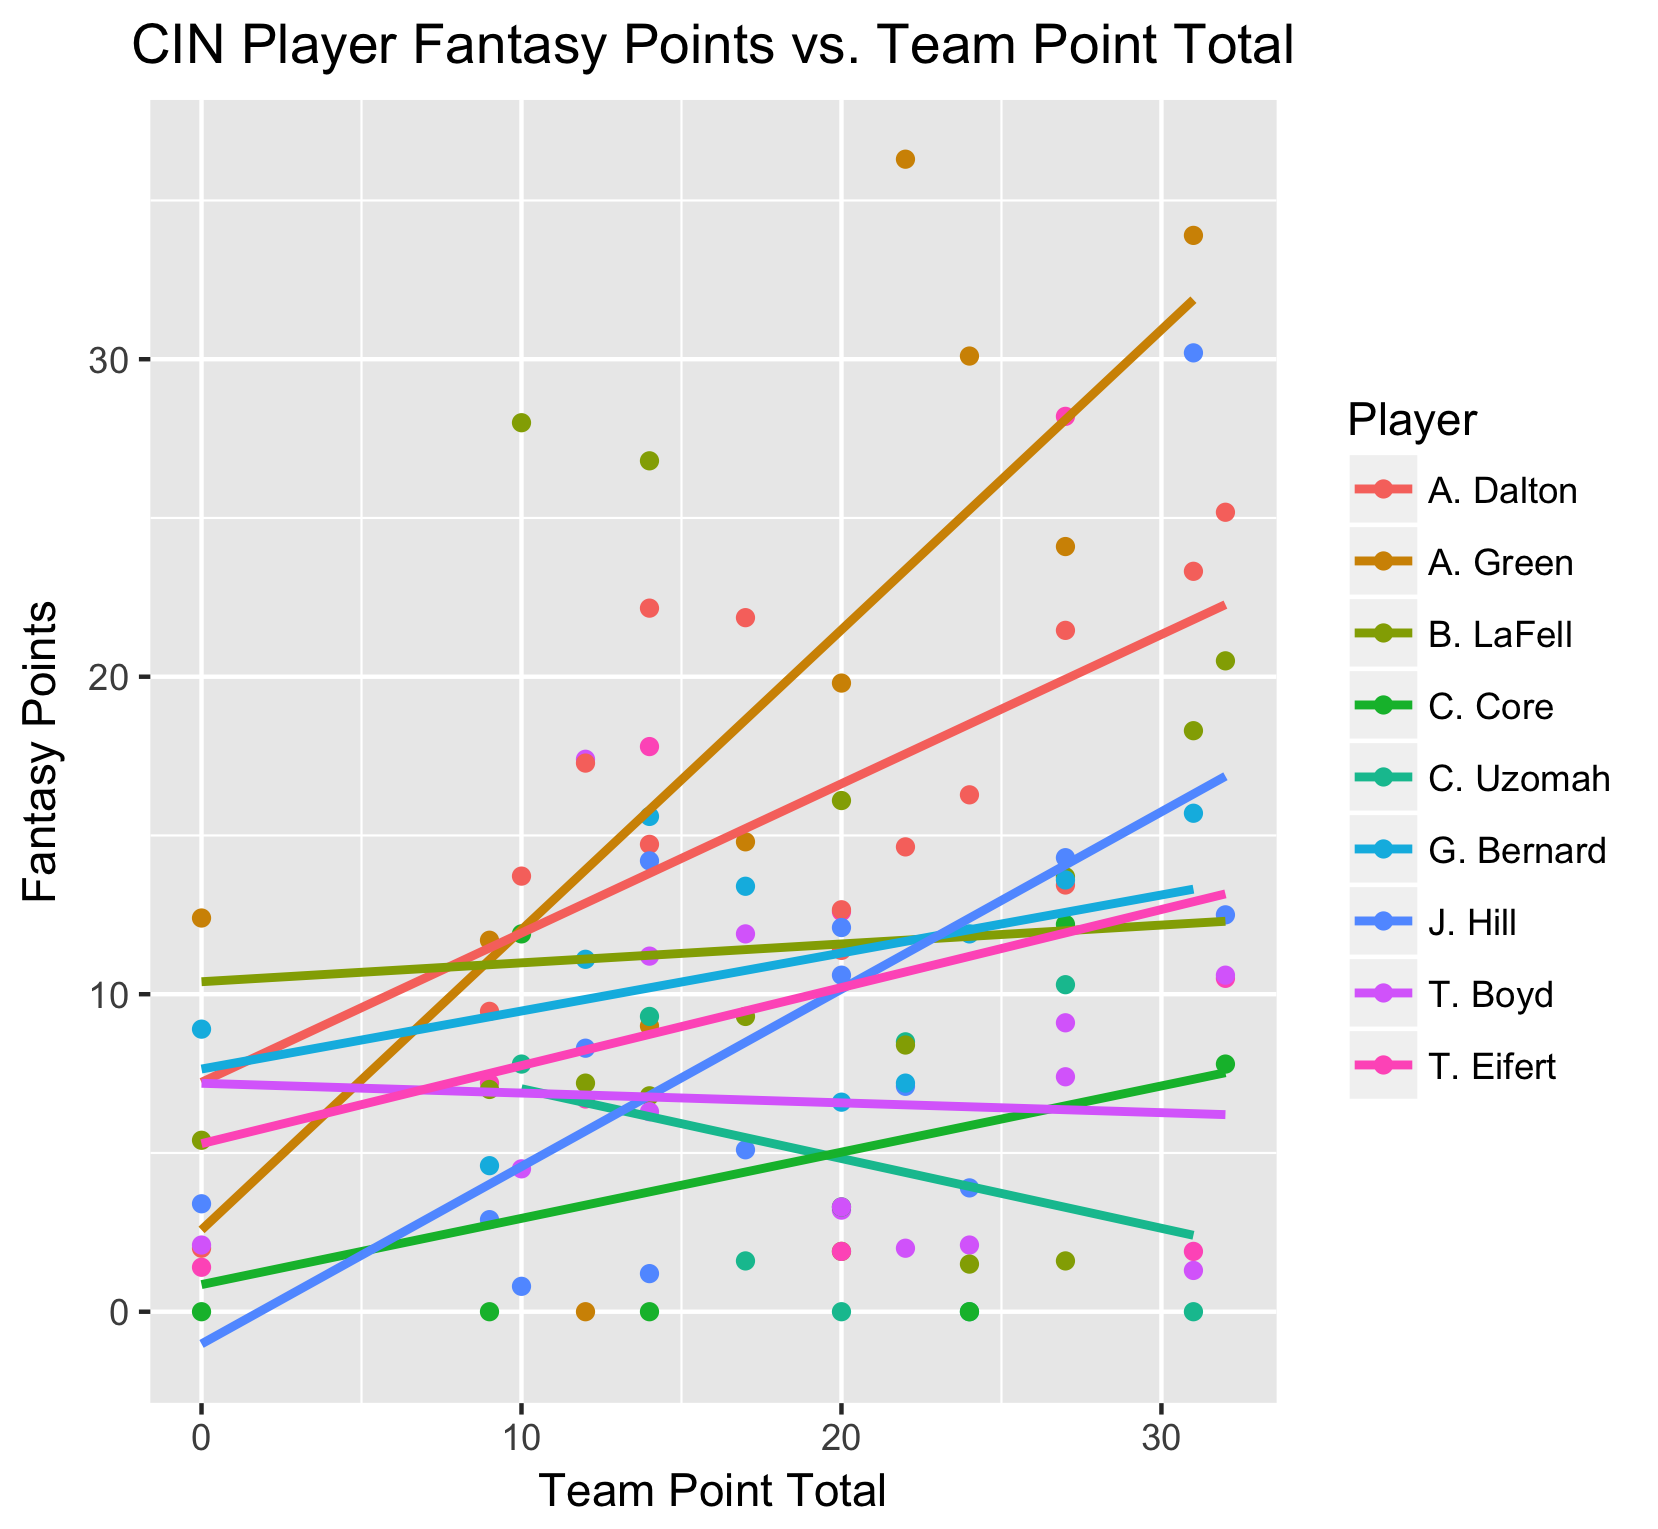 CIN Player Fantasy Points vs. Team Point Total
Fantasy Points
30
20
10
0
0 10 20 30
Team Point Total
Player
A. Dalton
A. Green
B. LaFell
C. Core
C. Uzomah
G. Bernard
J. Hill
T. Boyd
T. Eifert